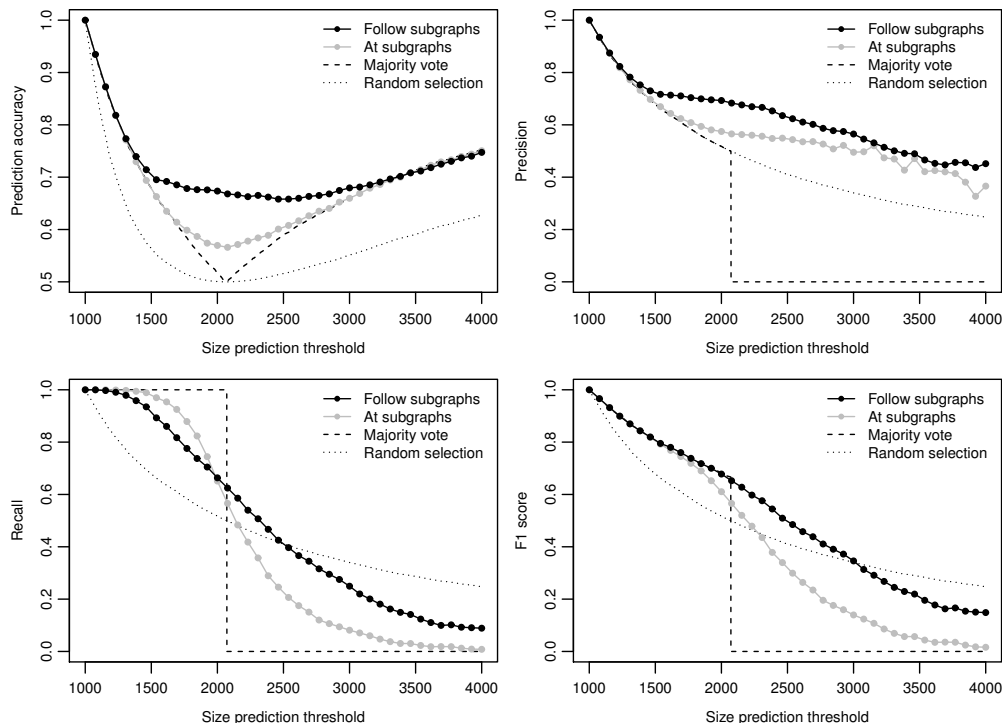 Prediction accuracy
1.0
0.9
0.8
0.7
0.6
0.5
Follow subgraphs
At subgraphs
Majority vote
Random selection
1000 1500 2000 2500 3000 3500 4000
Size prediction threshold
Precision
1.0
0.8
0.6
0.4
0.2
0.0
Follow subgraphs
At subgraphs
Majority vote
Random selection
1000 1500 2000 2500 3000 3500 4000
Size prediction threshold
Recall
1.0
0.8
0.6
0.4
0.2
0.0
Follow subgraphs
At subgraphs
Majority vote
Random selection
1000 1500 2000 2500 3000 3500 4000
Size prediction threshold
F1 score
1.0
0.8
0.6
0.4
0.2
0.0
Follow subgraphs
At subgraphs
Majority vote
Random selection
1000 1500 2000 2500 3000 3500 4000
Size prediction threshold